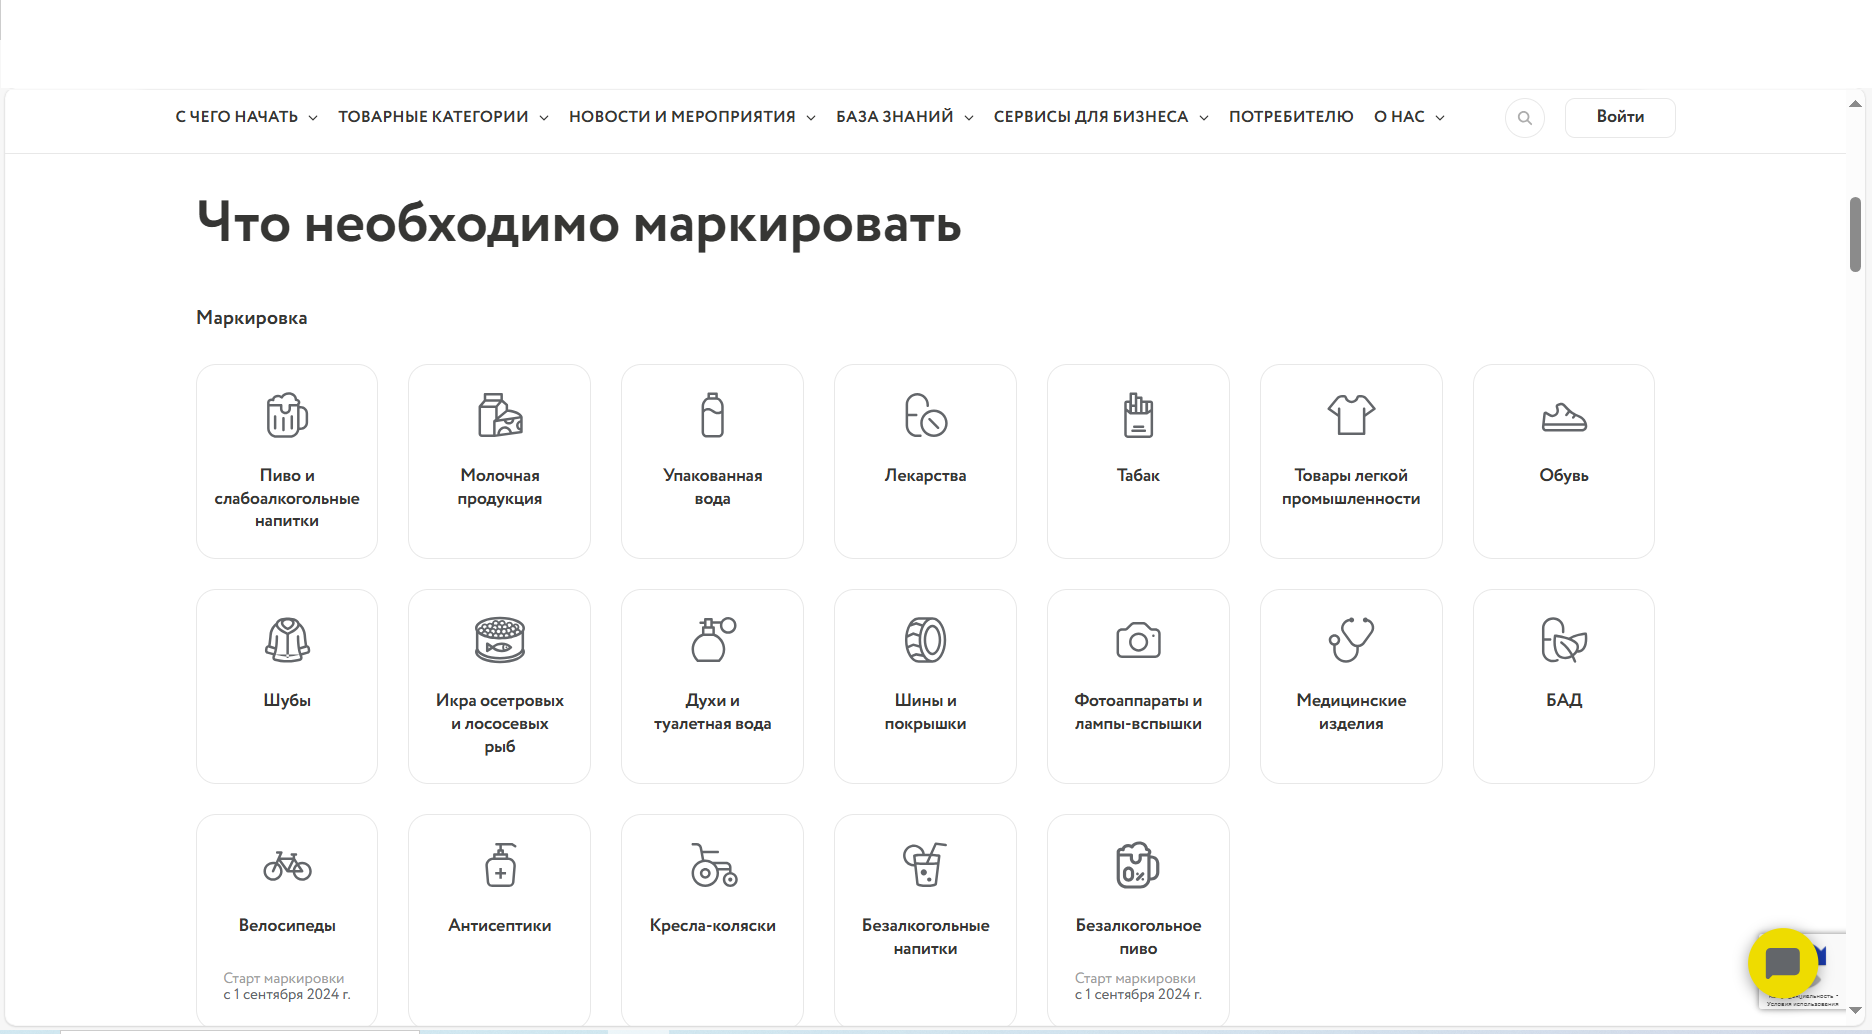 С ЧЕГО НАЧАТЬ ТОВАРНЫЕ КАТЕГОРИИ НОВОСТИ И МЕРОПРИЯТИЯ БАЗА ЗНАНИЙ СЕРВИСЫ ДЛЯ БИЗНЕСА ПОТРЕБИТЕЛЮ О НАС Войти
Что необходимо маркировать
Маркировка
Пиво и
слабоалкогольные
напитки
Молочная
продукция
Упакованная
вода
Лекарства
Табак
Товары легкой
промышленности
Обувь
Шубы
Икра осетровых
и лососевых
рыб
Духи и
туалетная вода
Шины и
покрышки
Фотоаппараты и
лампы-вспышки
Медицинские
изделия
БАД
Велосипеды
Старт маркировки
с 1 сентября 2024 г.
Антисептики
Кресла-коляски
Безалкогольные
напитки
0%
Безалкогольное
пиво
Старт маркировки
с 1 сентября 2024 г.
Условия использования